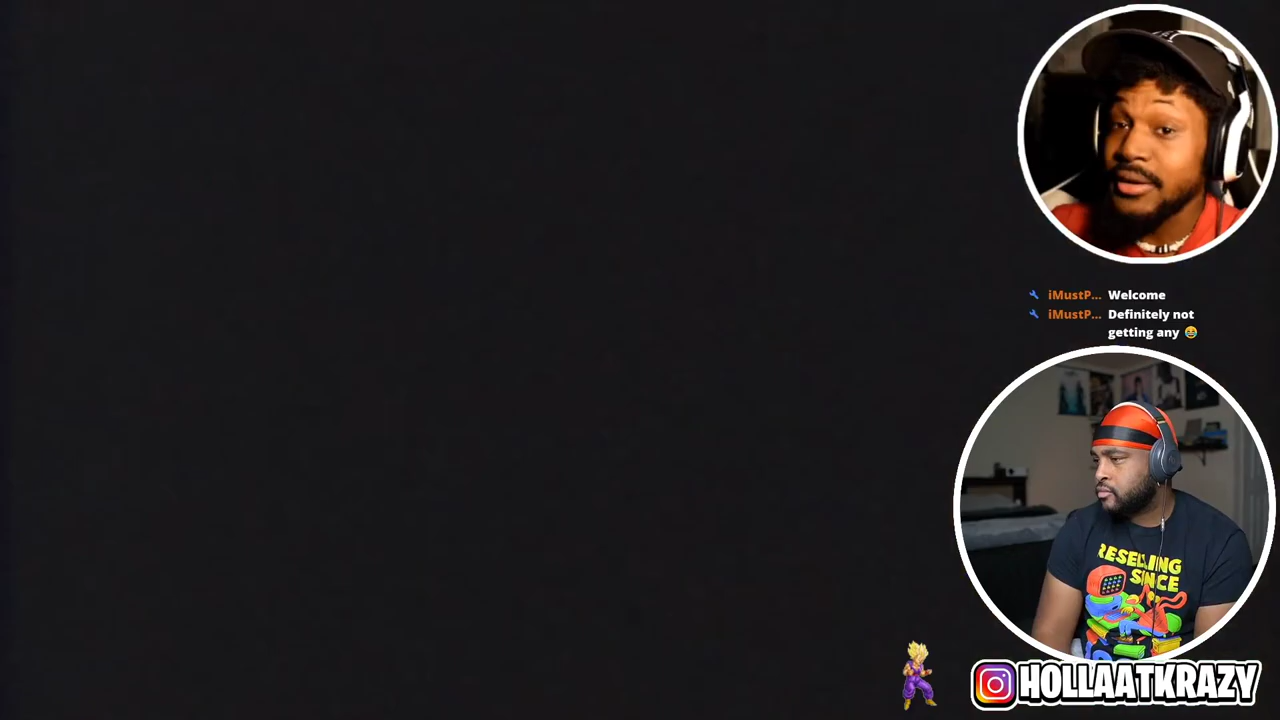 iMustP... Welcome
iMustP... Definitely not
getting any 😂
RESELLING
SINCE
HOLLAATKRAZY